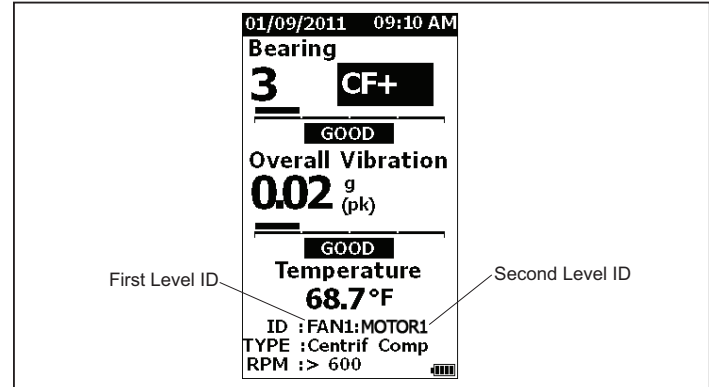 01/09/2011 09:10 AM
Bearing
3 CF+
GOOD
Overall Vibration
0.02 g
(pk)
GOOD
Temperature
68.7°F
First Level ID
Second Level ID
ID :FAN1:MOTOR1
TYPE :Centrif Comp
RPM :> 600